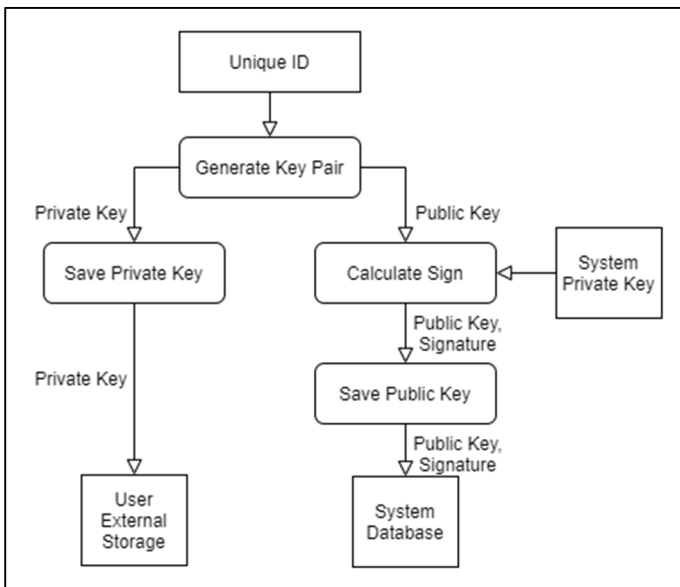 Unique ID
Generate Key Pair
Private Key
Public Key
Save Private Key
Calculate Sign
System
Private Key
Public Key,
Signature
Private Key
Save Public Key
Public Key,
Signature
User
External
Storage
System
Database